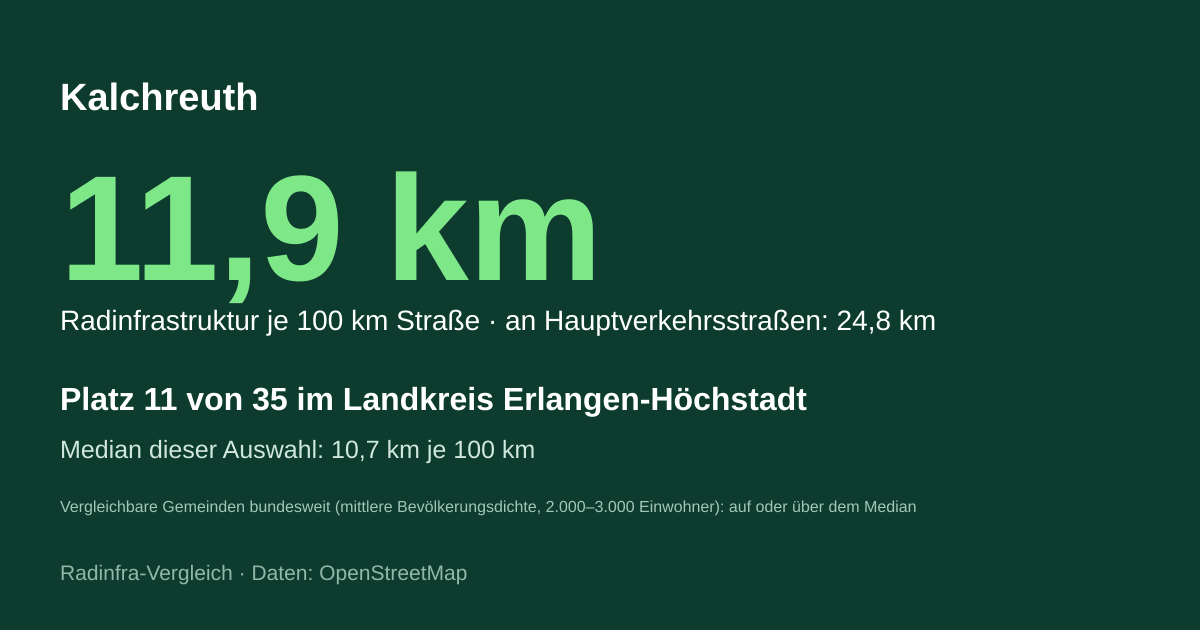 Kalchreuth
11,9 km
Radinfrastruktur je 100 km Straße · an Hauptverkehrsstraßen: 24,8 km
Platz 11 von 35 im Landkreis Erlangen-Höchstadt
Median dieser Auswahl: 10,7 km je 100 km
Vergleichbare Gemeinden bundesweit (mittlere Bevölkerungsdichte, 2.000–3.000 Einwohner): auf oder über dem Median
Radinfra-Vergleich · Daten: OpenStreetMap